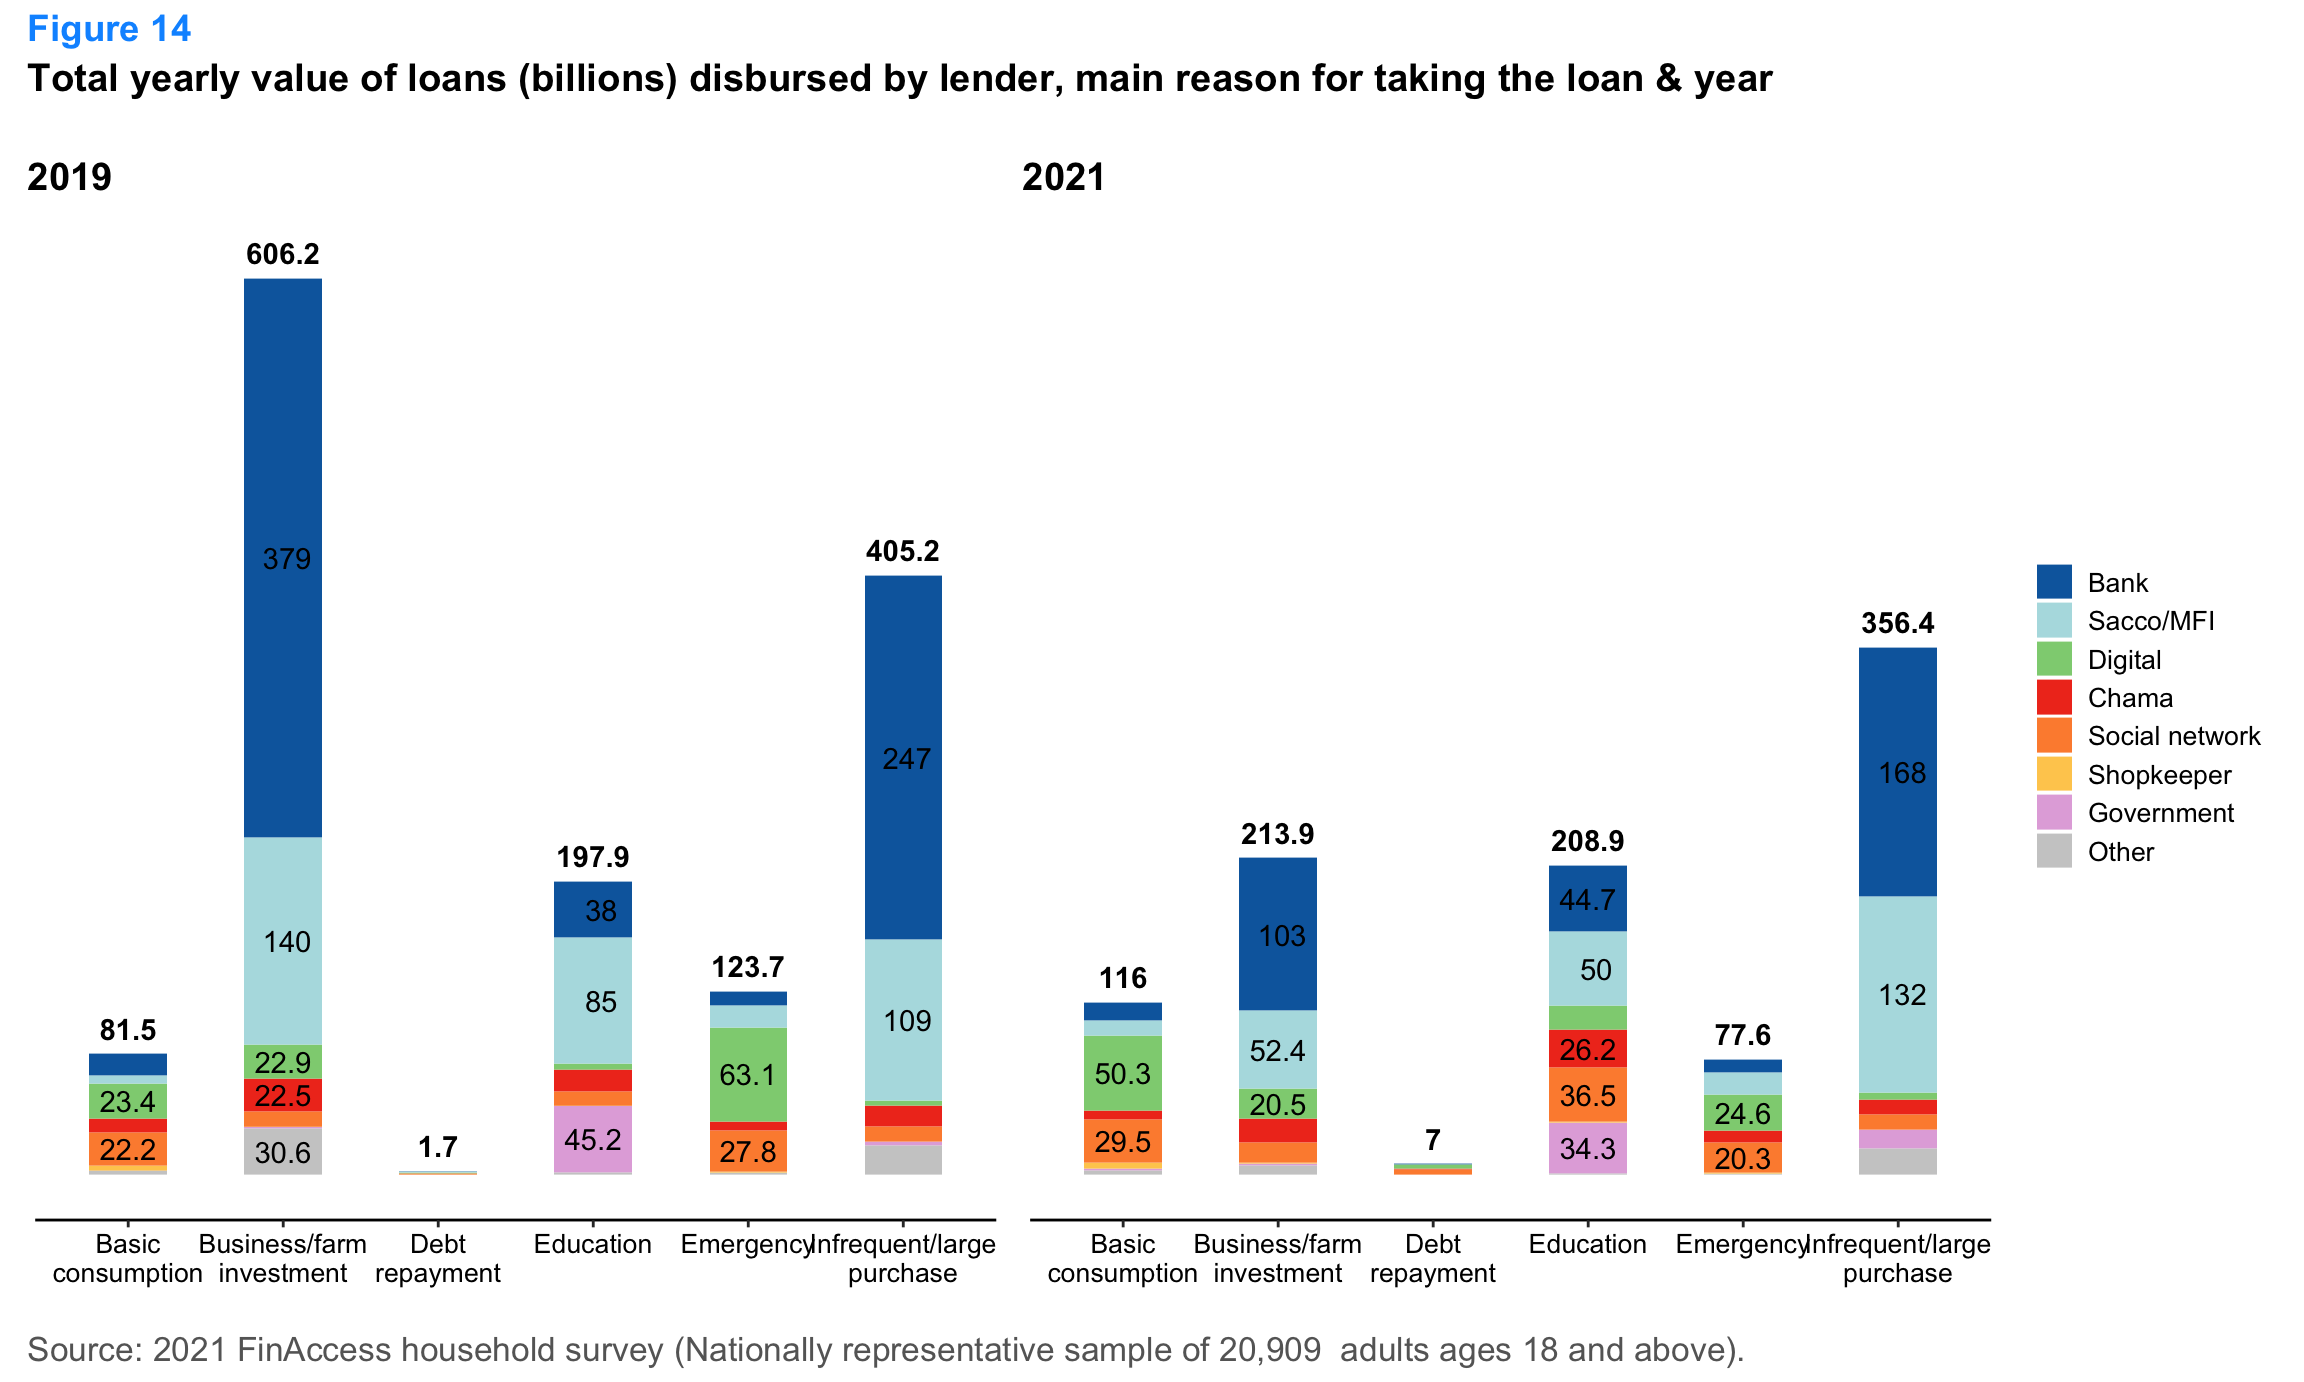 Figure 14
Total yearly value of loans (billions) disbursed by lender, main reason for taking the loan & year
2019
606.2
379
140
22.9
22.5
30.6
81.5
23.4
22.2
1.7
197.9
38
85
45.2
123.7
63.1
27.8
405.2
247
109
Basic consumption
Business/farm investment
Debt repayment
Education
Emergency
Infrequent/large purchase
2021
116
50.3
29.5
213.9
103
52.4
20.5
7
208.9
44.7
50
26.2
36.5
34.3
77.6
24.6
20.3
356.4
168
132
Basic consumption
Business/farm investment
Debt repayment
Education
Emergency
Infrequent/large purchase
Bank
Sacco/MFI
Digital
Chama
Social network
Shopkeeper
Government
Other
Source: 2021 FinAccess household survey (Nationally representative sample of 20,909 adults ages 18 and above).